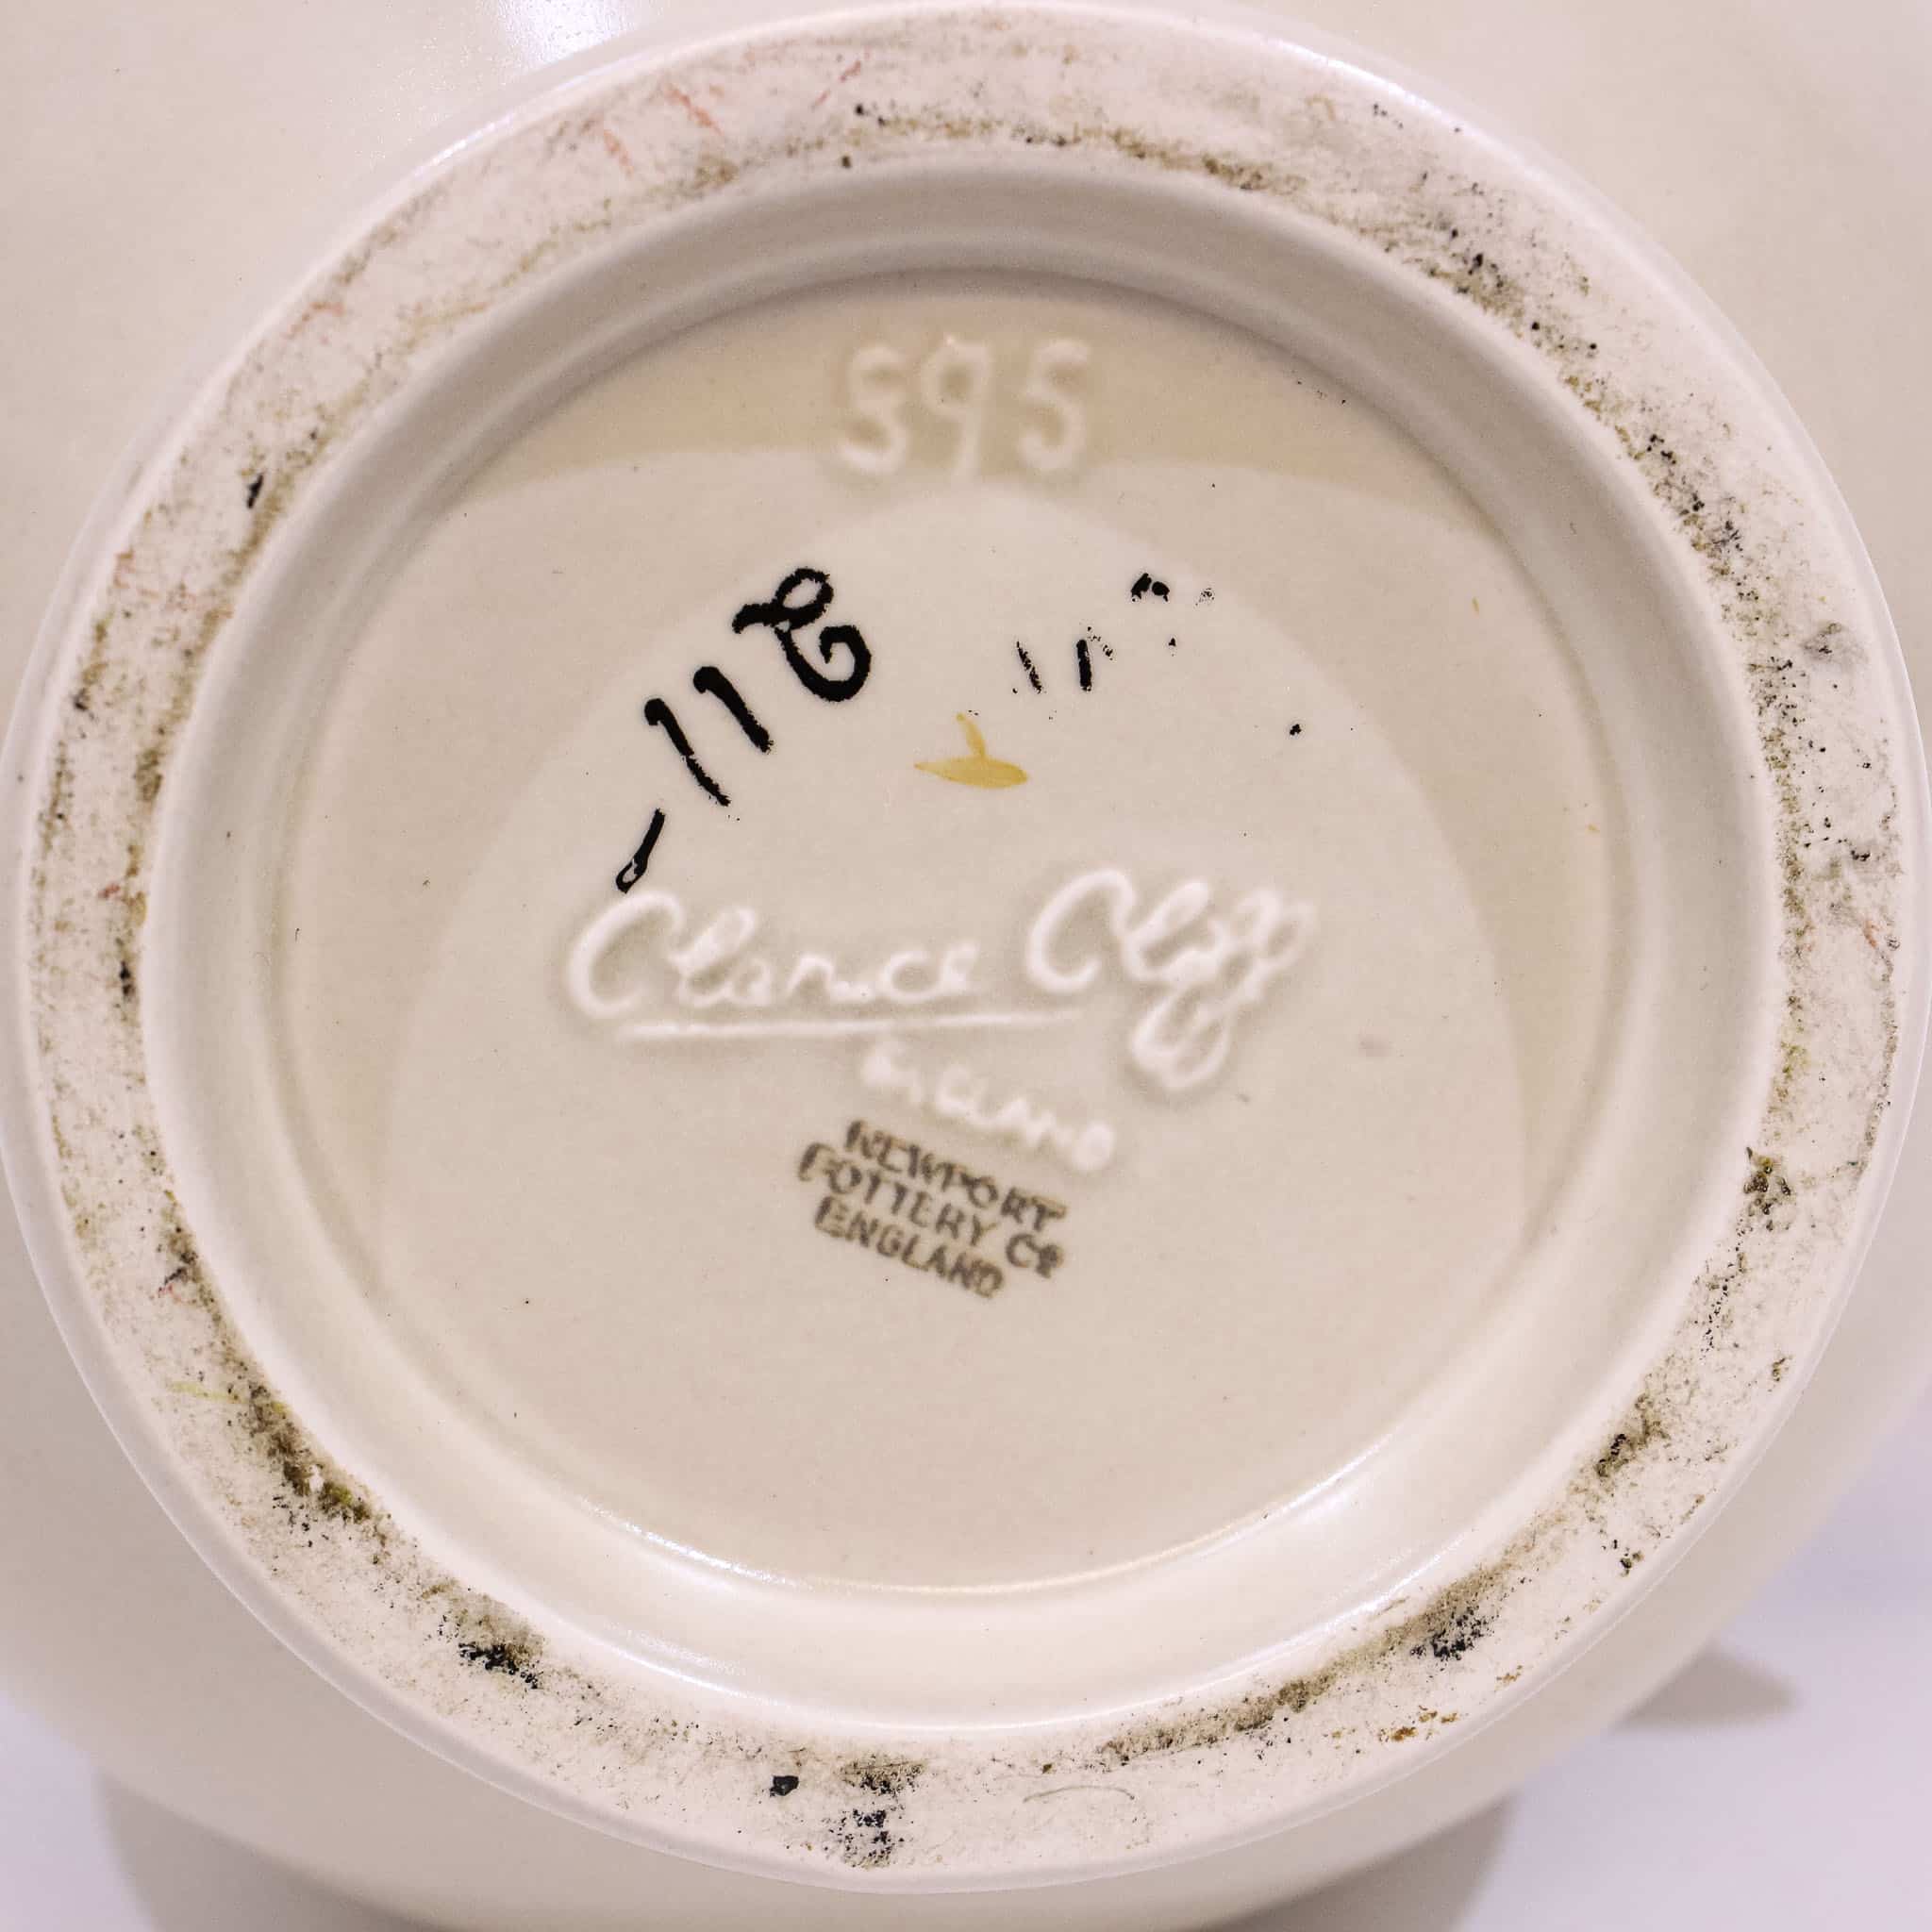 595
Clarice Cliff
ENGLAND
NEWPORT
POTTERY Co
ENGLAND